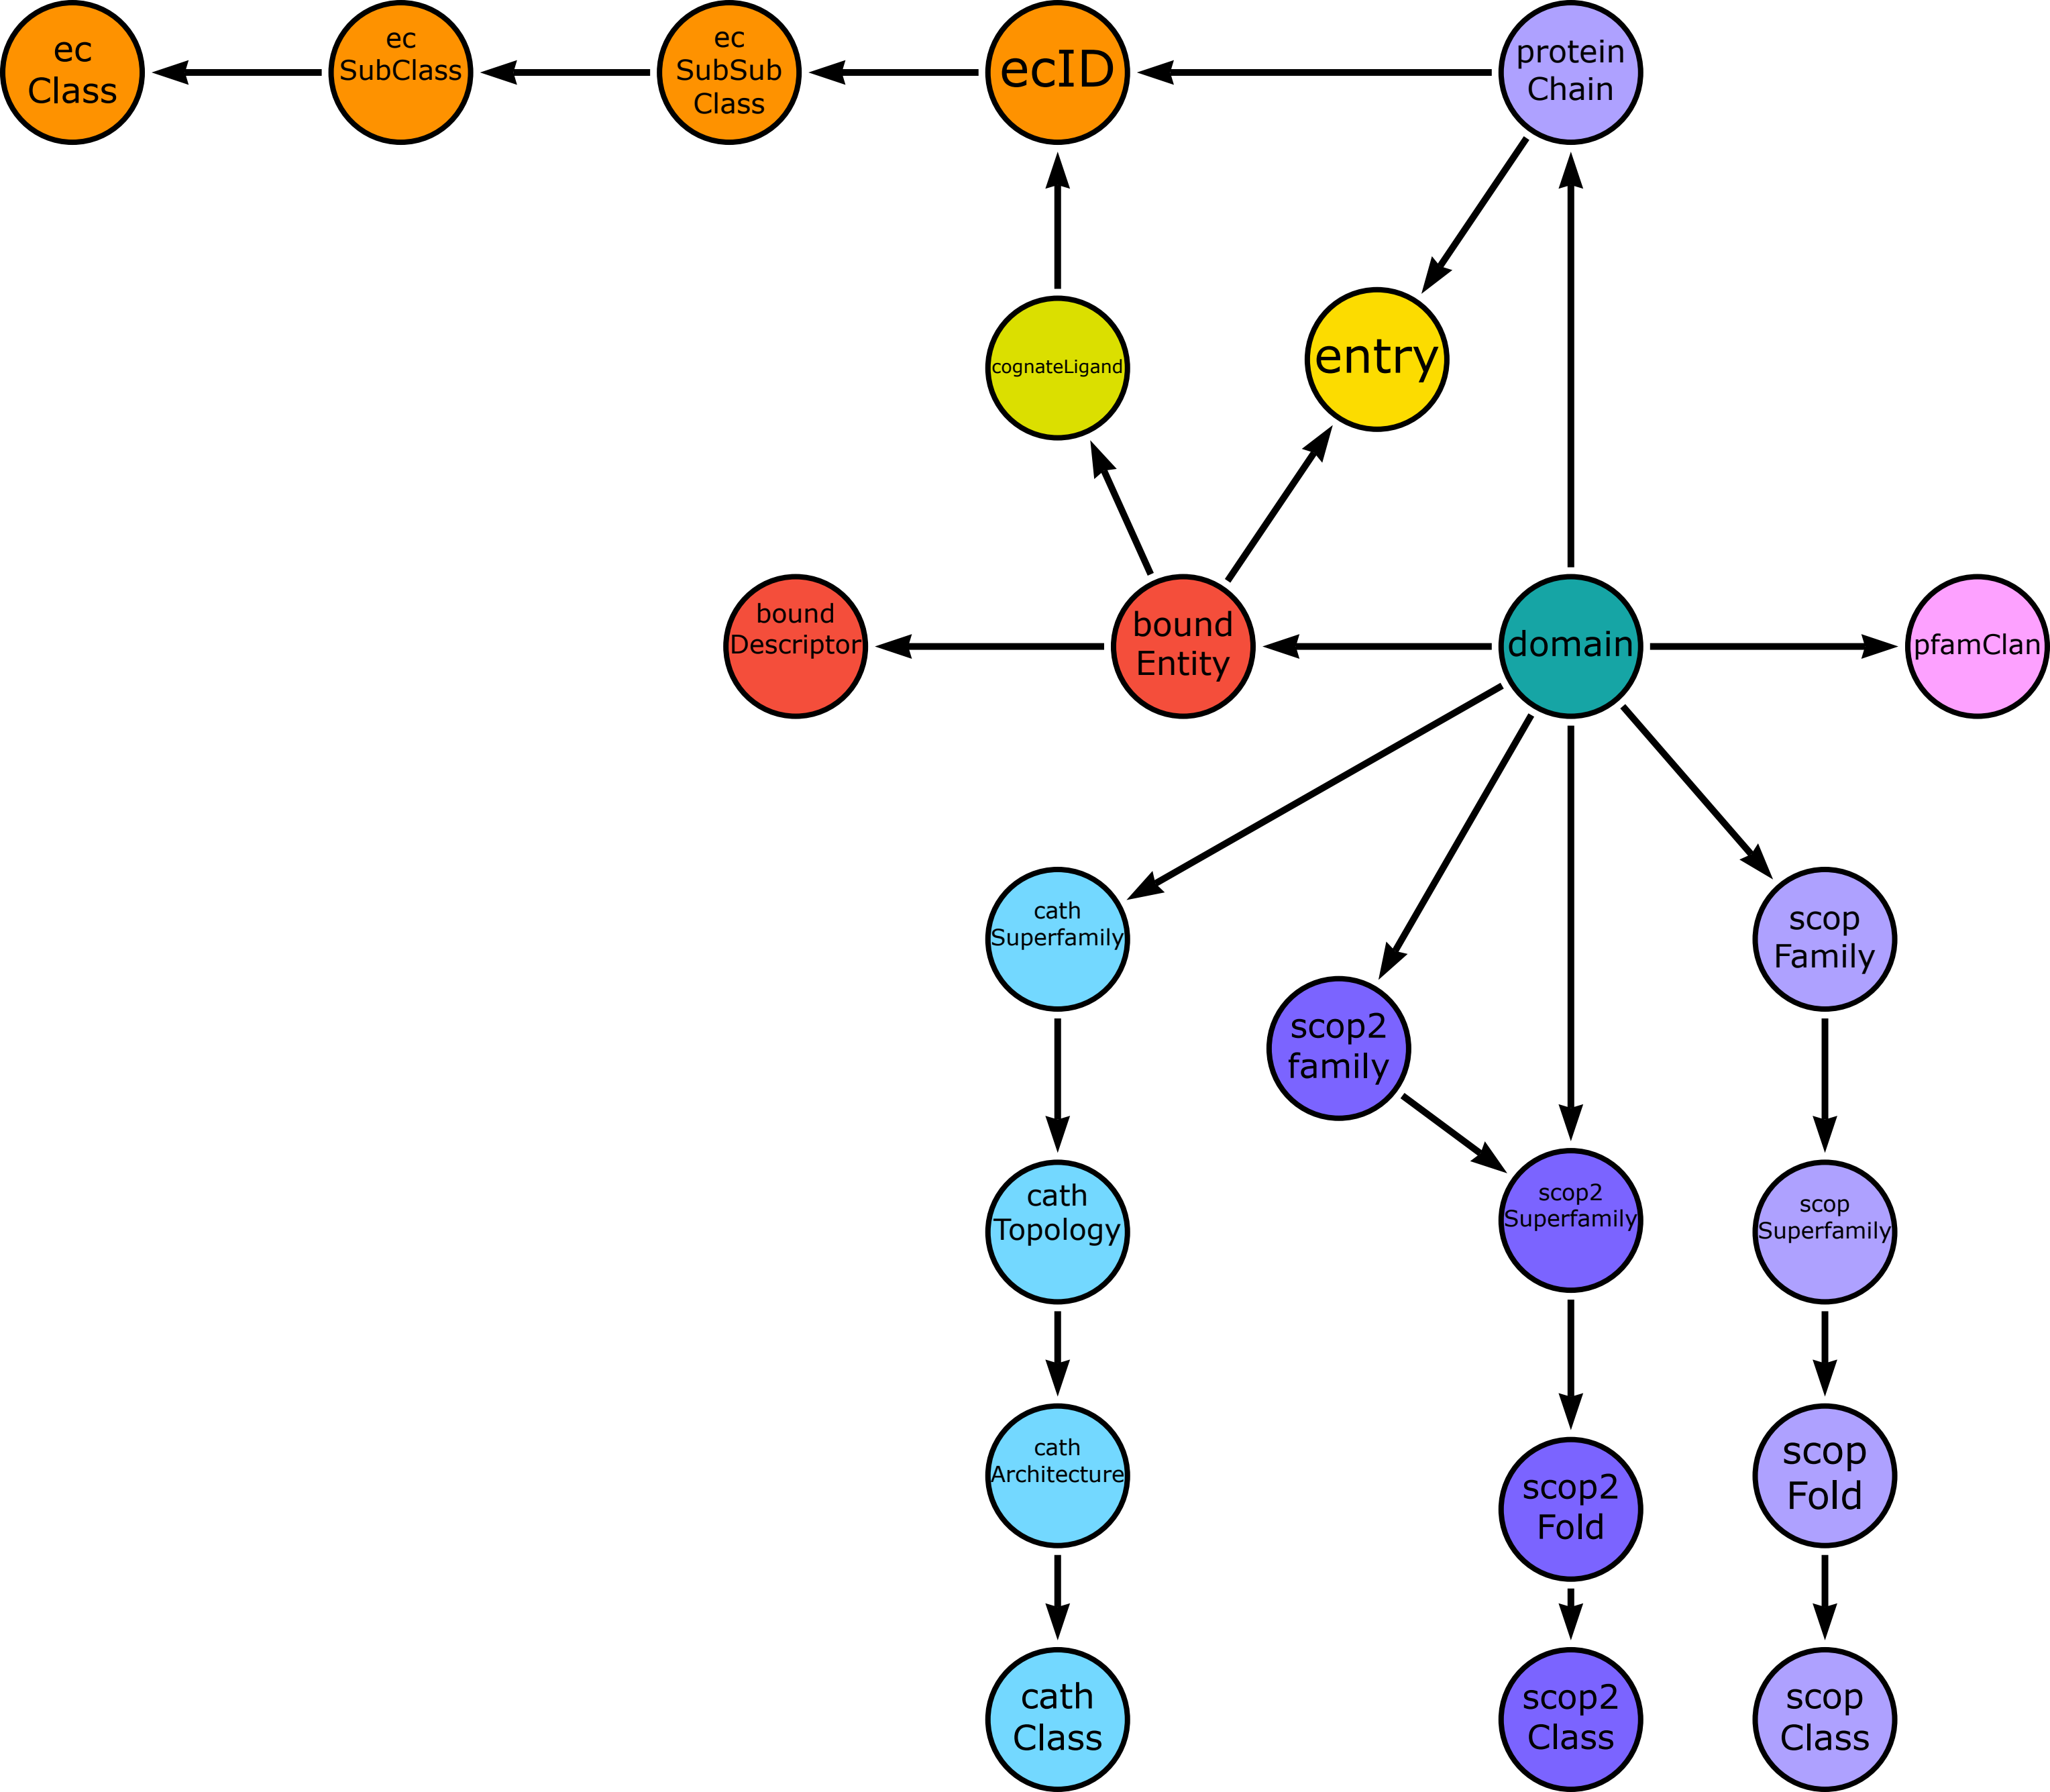 ec
Class
ec
SubClass
ec
SubSub
Class
ecID
protein
Chain
cognateLigand
entry
bound
Descriptor
bound
Entity
domain
pfamClan
cath
Superfamily
scop
Family
scop2
family
cath
Topology
scop2
Superfamily
scop
Superfamily
cath
Architecture
scop2
Fold
scop
Fold
cath
Class
scop2
Class
scop
Class